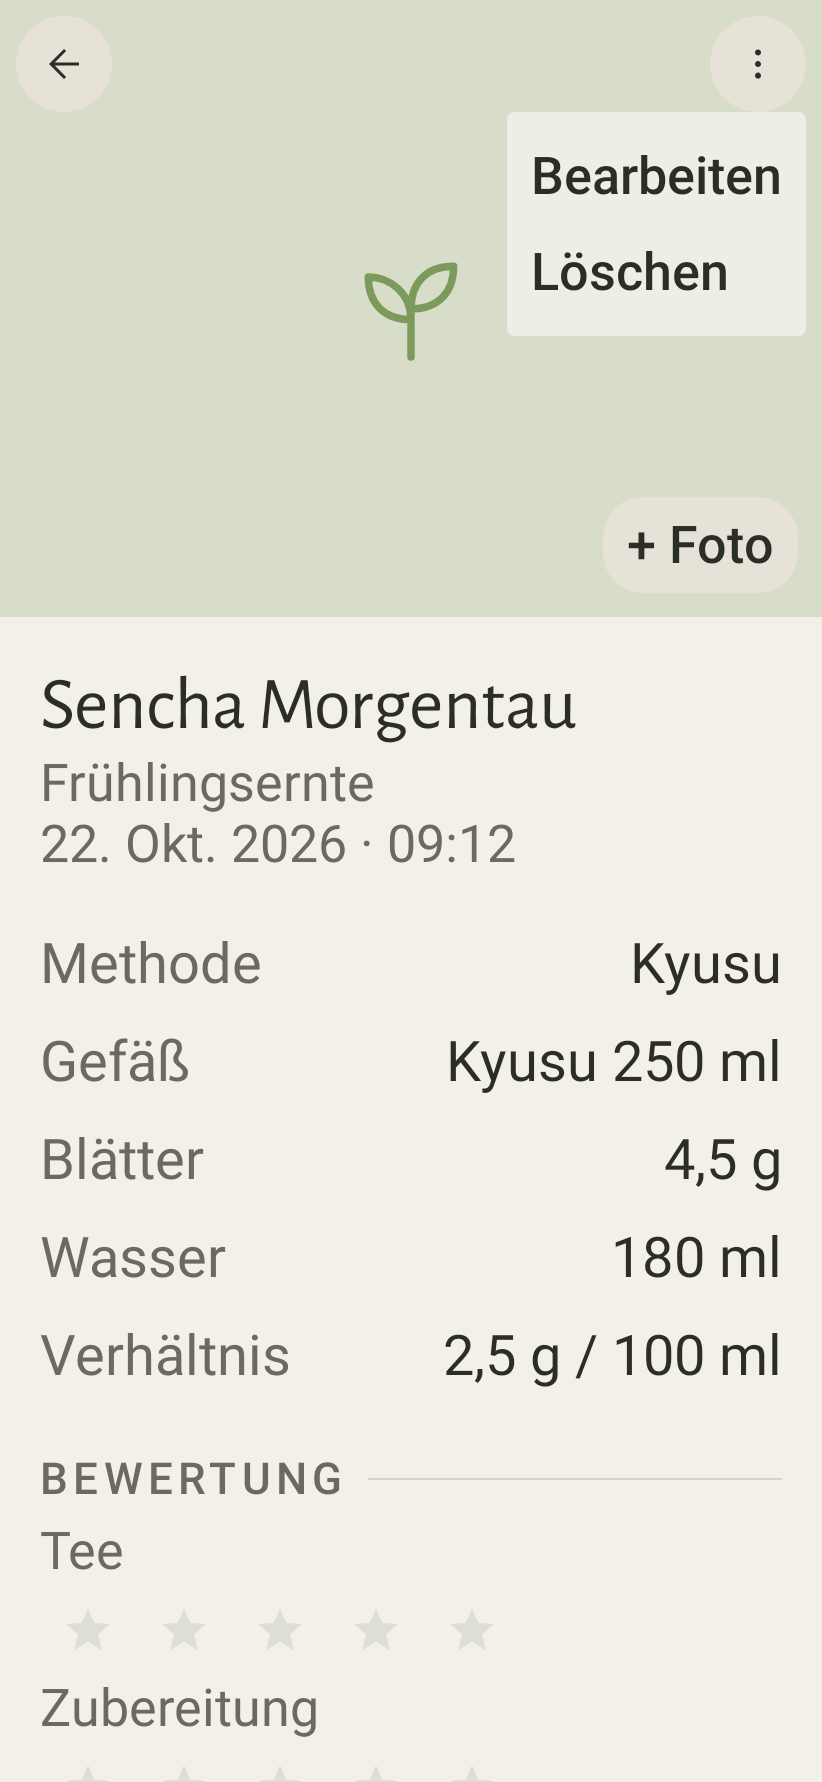 Bearbeiten
Löschen
+ Foto
Sencha Morgentau
Frühlingsernte
22. Okt. 2026 · 09:12
Methode Kyusu
Gefäß Kyusu 250 ml
Blätter 4,5 g
Wasser 180 ml
Verhältnis 2,5 g / 100 ml
BEWERTUNG
Tee
Zubereitung